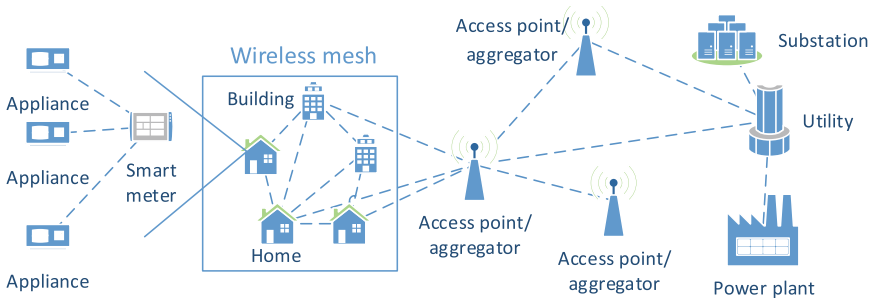 Appliance
Appliance
Appliance
Smart
meter
Wireless mesh
Building
Home
Access point/
aggregator
Access point/
aggregator
Access point/
aggregator
Substation
Utility
Power plant